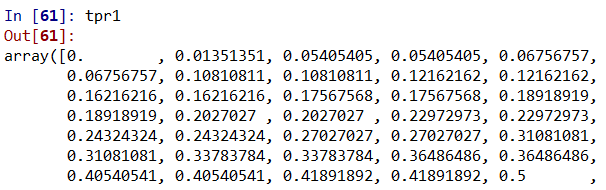 In [61]: tpr1
Out[61]:
array([0.        , 0.01351351, 0.05405405, 0.05405405, 0.06756757,
       0.06756757, 0.10810811, 0.10810811, 0.12162162, 0.12162162,
       0.16216216, 0.16216216, 0.17567568, 0.17567568, 0.18918919,
       0.18918919, 0.2027027 , 0.2027027 , 0.22972973, 0.22972973,
       0.24324324, 0.24324324, 0.27027027, 0.27027027, 0.31081081,
       0.31081081, 0.33783784, 0.33783784, 0.36486486, 0.36486486,
       0.40540541, 0.40540541, 0.41891892, 0.41891892, 0.5       ,